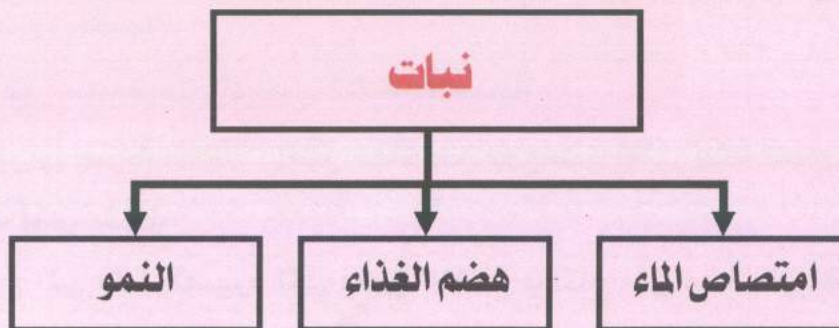 نبات
امتصاص الماء
هضم الغذاء
النمو